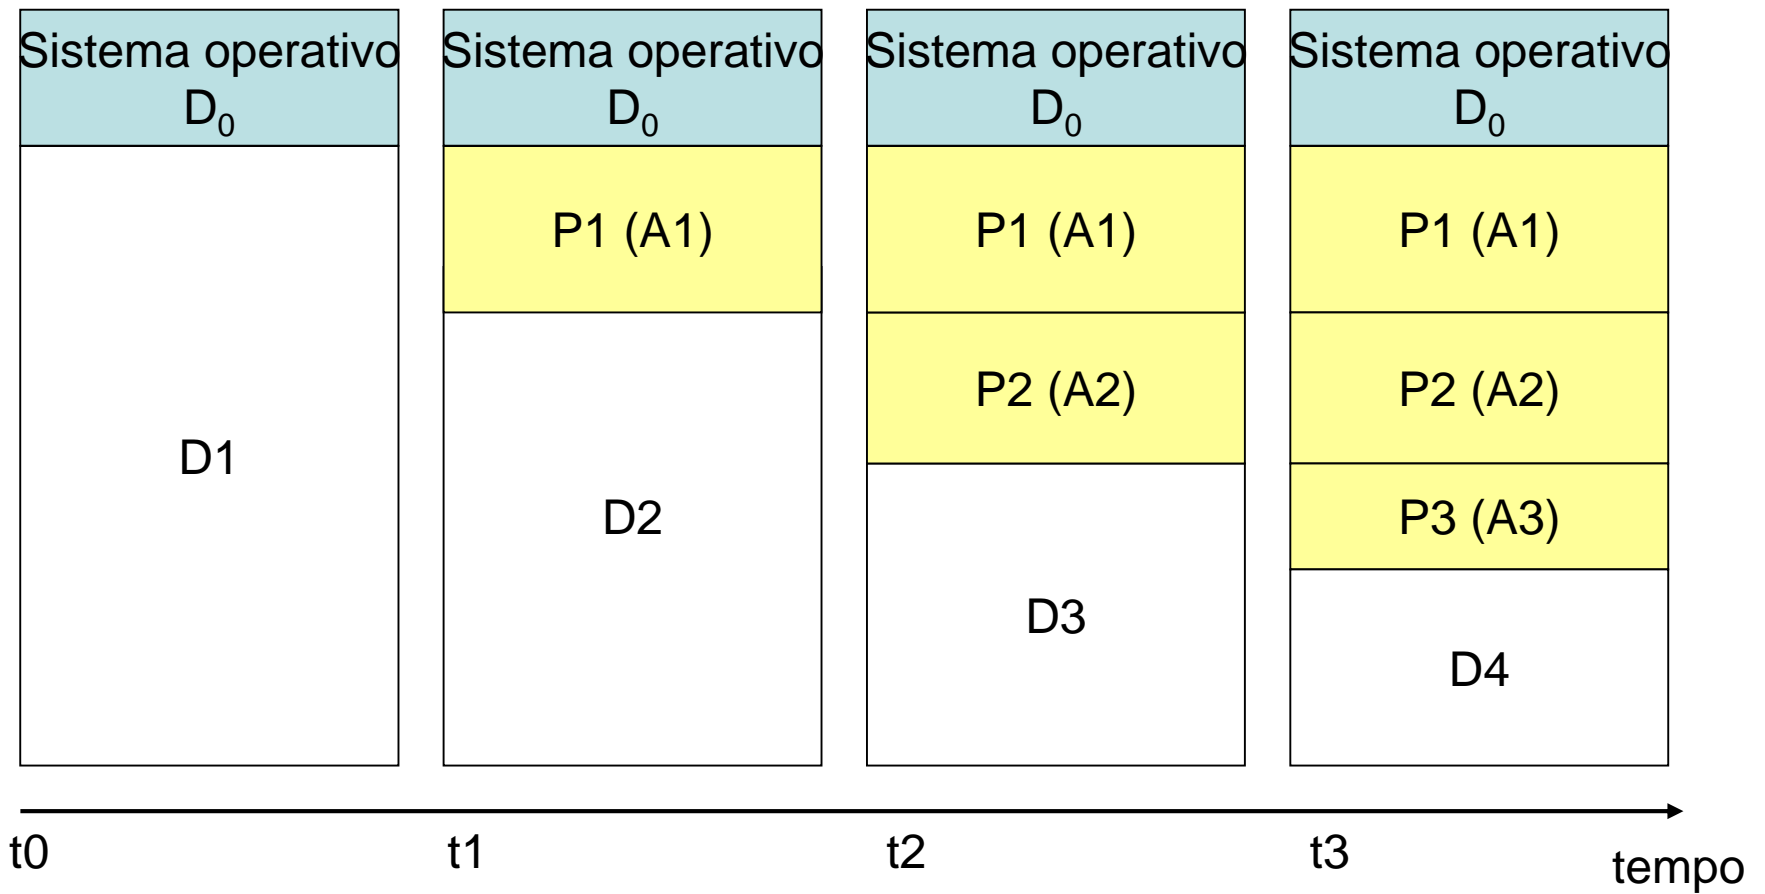 Sistema operativo
D0
D1
Sistema operativo
D0
P1 (A1)
D2
Sistema operativo
D0
P1 (A1)
P2 (A2)
D3
Sistema operativo
D0
P1 (A1)
P2 (A2)
P3 (A3)
D4
t0
t1
t2
t3
tempo